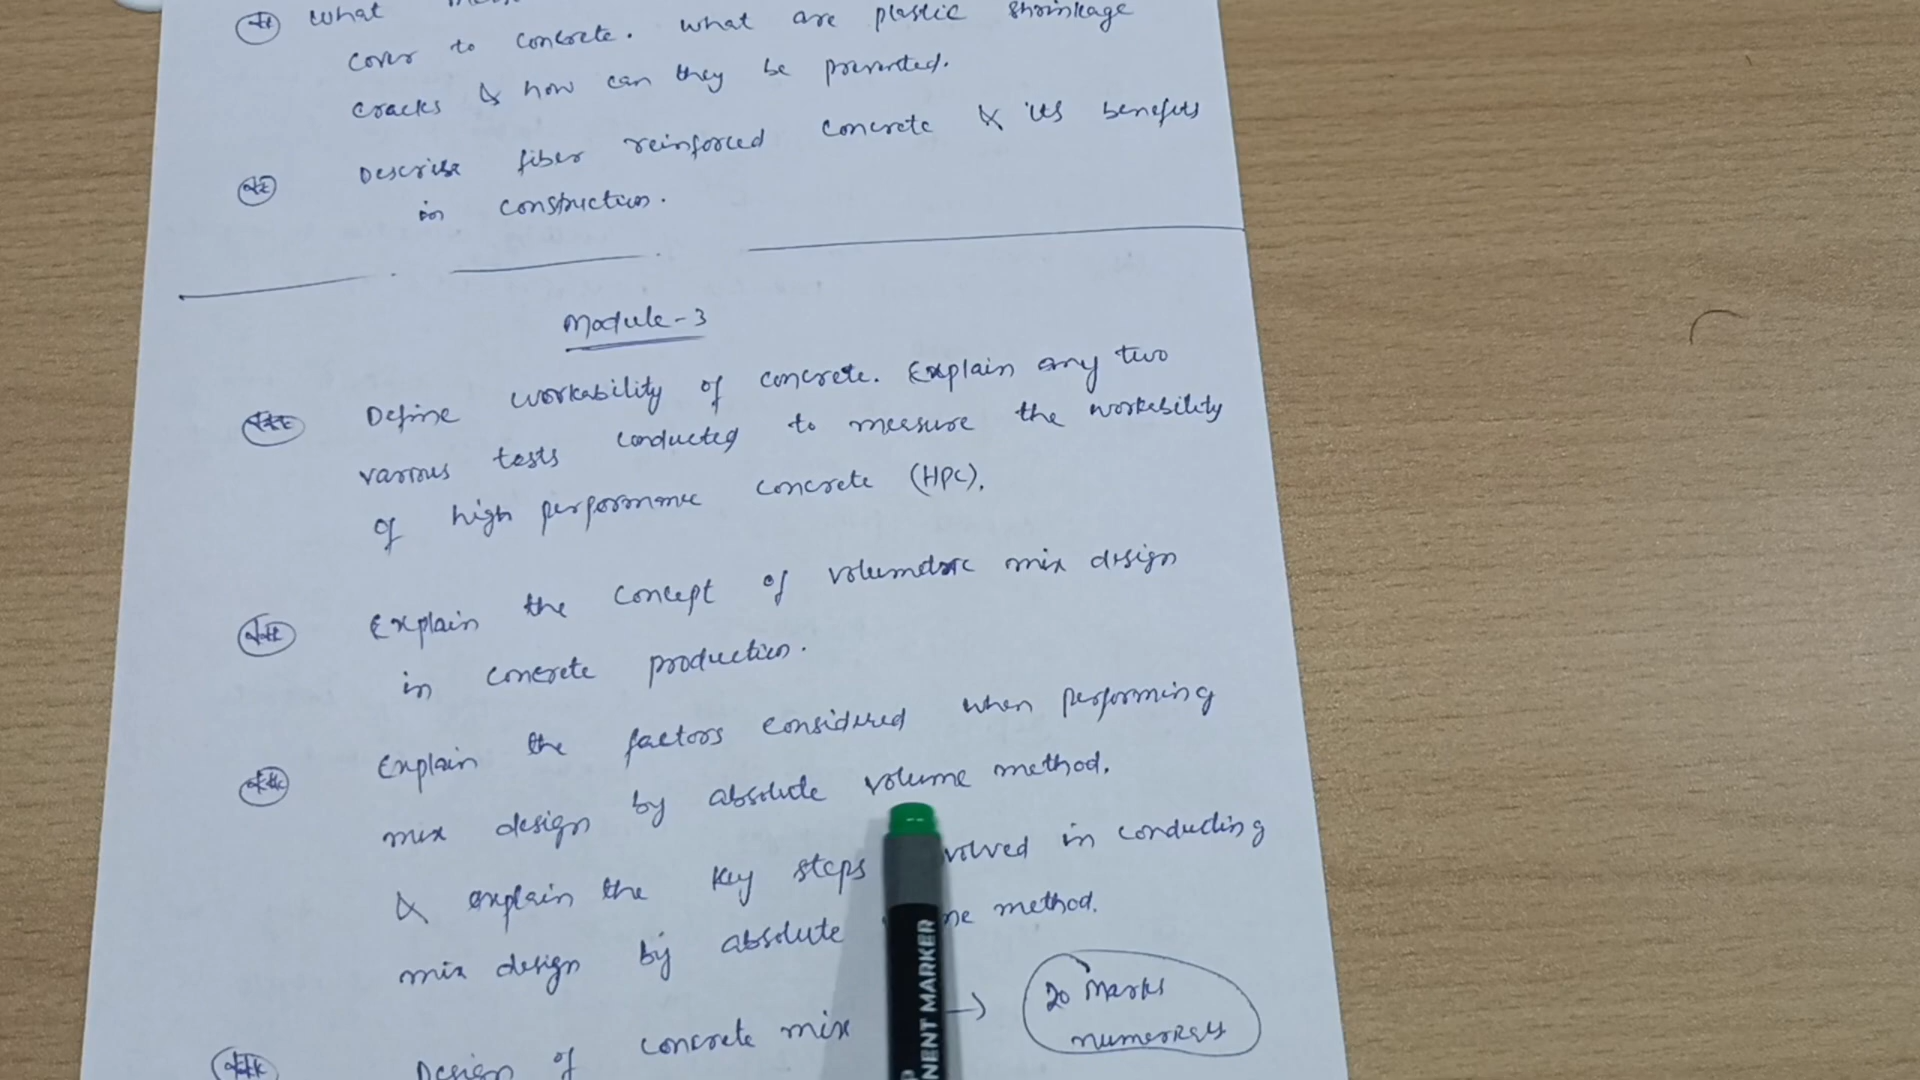 What
cover to concrete. what are plastic shrinkage
cracks & how can they be prevented.
Describe fiber reinforced concrete & its benefits
in construction.
Module-3
Define workability of concrete. Explain any two
various tests conducted to measure the workability
of high performance concrete (HPC).
Explain the concept of volumetric mix design
in concrete production.
Explain the factors considered when performing
mix design by absolute volume method.
& explain the key steps volved in conducting
mix design by absolute me method.
Design of concrete mix → 20 Marks
numericals
NENT MARKER